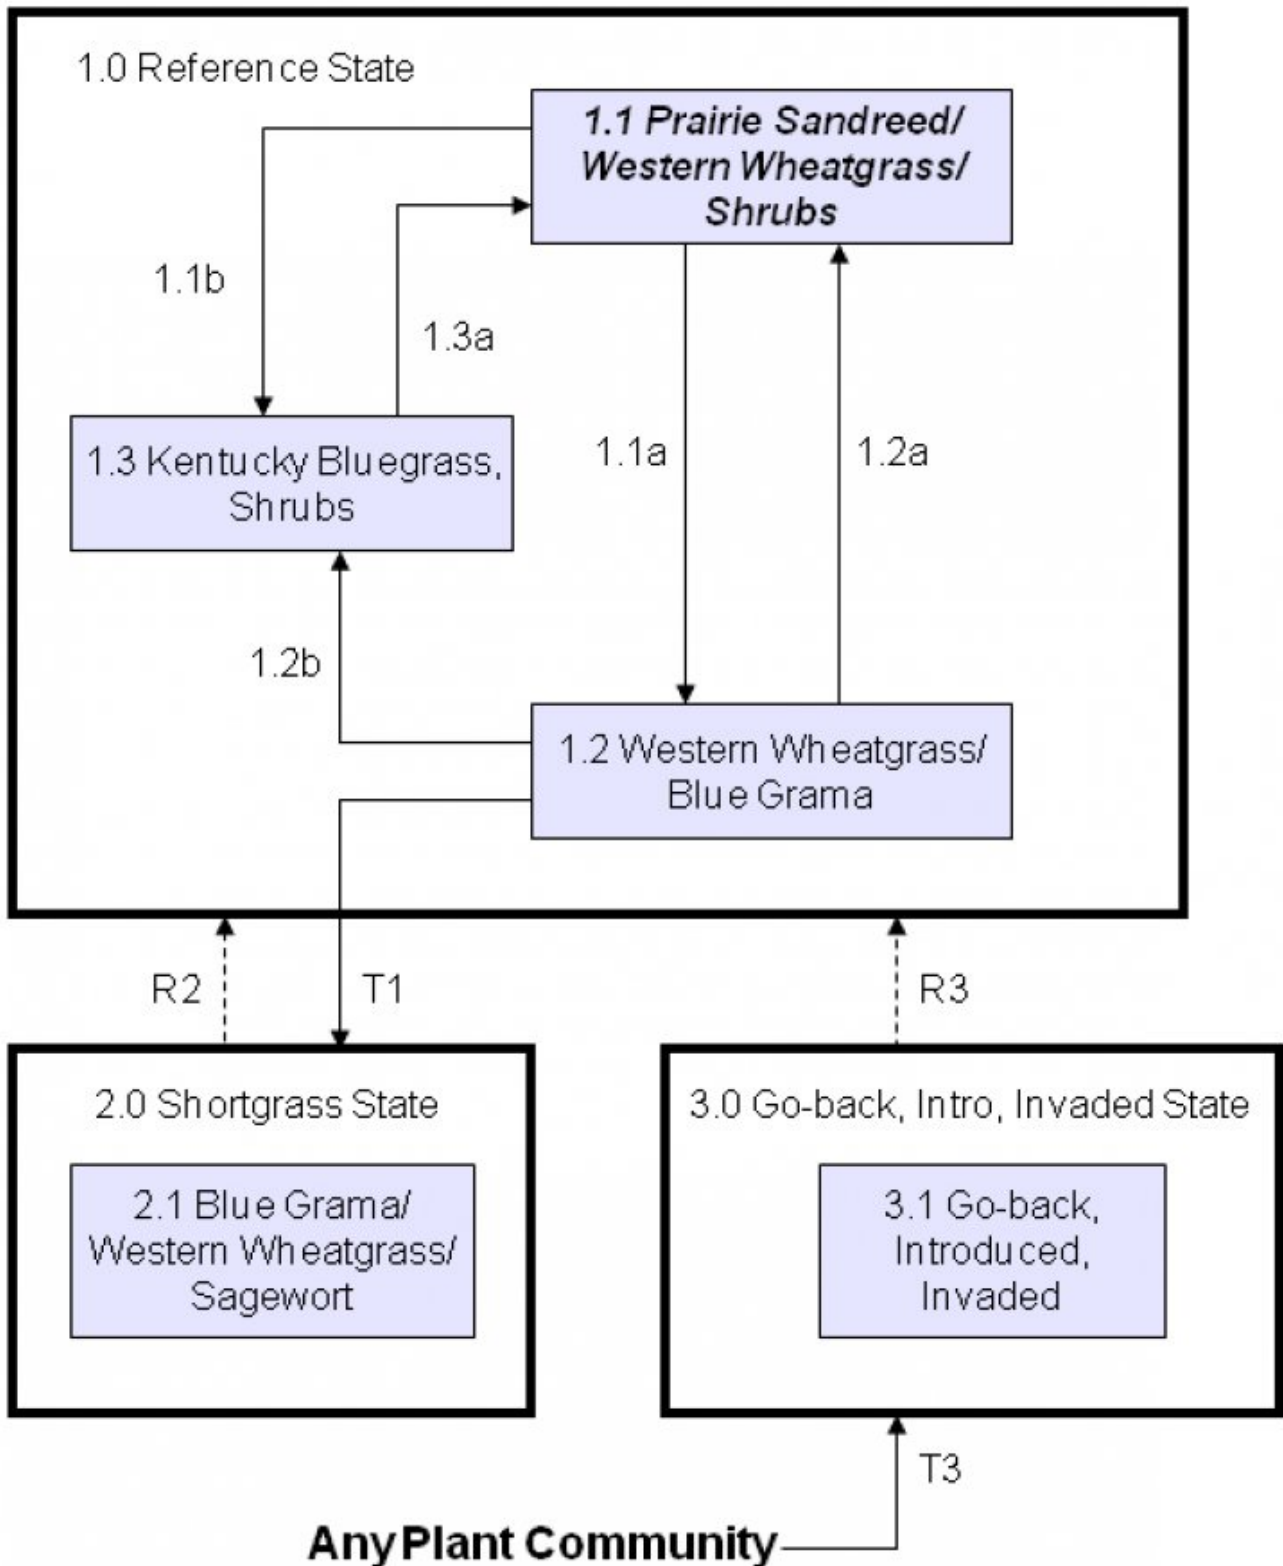 1.0 Reference State
1.1 Prairie Sandreed/
Western Wheatgrass/
Shrubs
1.1b
1.3a
1.3 Kentucky Bluegrass,
Shrubs
1.1a
1.2a
1.2b
1.2 Western Wheatgrass/
Blue Grama
R2
T1
R3
2.0 Shortgrass State
2.1 Blue Grama/
Western Wheatgrass/
Sagewort
3.0 Go-back, Intro, Invaded State
3.1 Go-back,
Introduced,
Invaded
T3
Any Plant Community